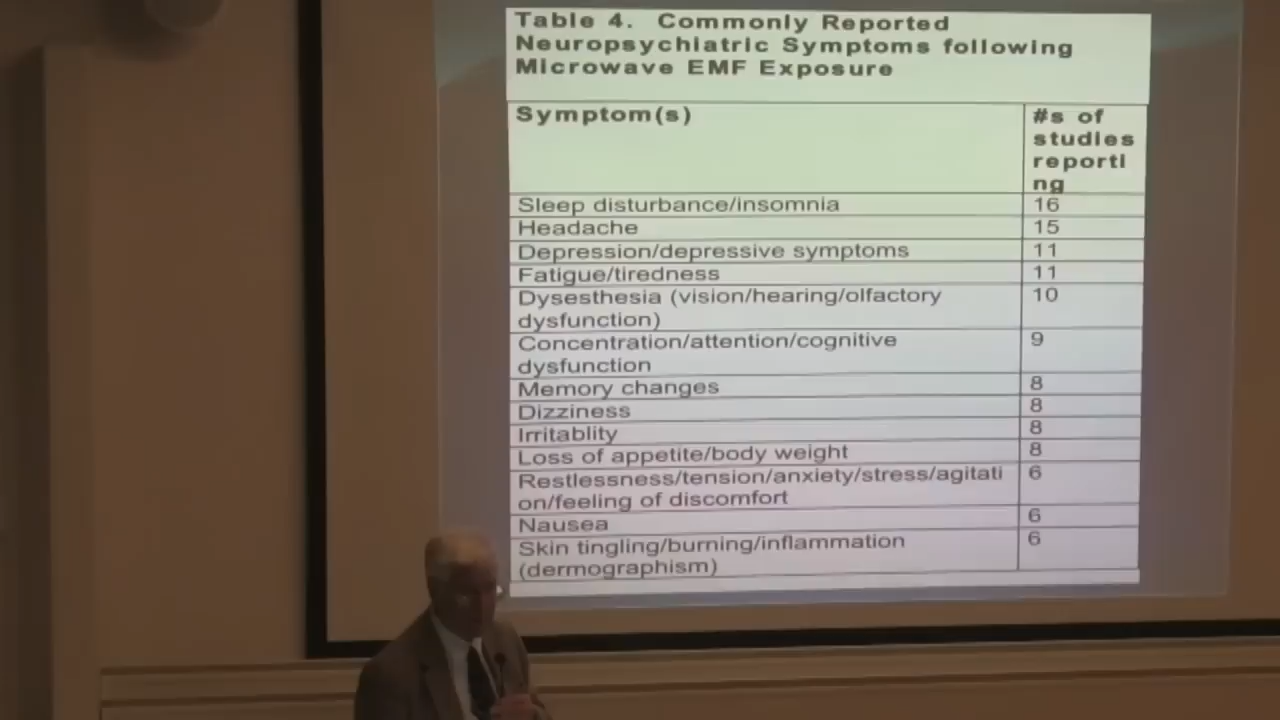 Table 4. Commonly Reported
Neuropsychiatric Symptoms following
Microwave EMF Exposure
Symptom(s)
#s of
studies
reporti
ng
Sleep disturbance/insomnia 16
Headache 15
Depression/depressive symptoms 11
Fatigue/tiredness 11
Dysesthesia (vision/hearing/olfactory 10
dysfunction)
Concentration/attention/cognitive 9
dysfunction
Memory changes 8
Dizziness 8
Irritablity 8
Loss of appetite/body weight 8
Restlessness/tension/anxiety/stress/agitati 6
on/feeling of discomfort
Nausea 6
Skin tingling/burning/inflammation 6
(dermographism)